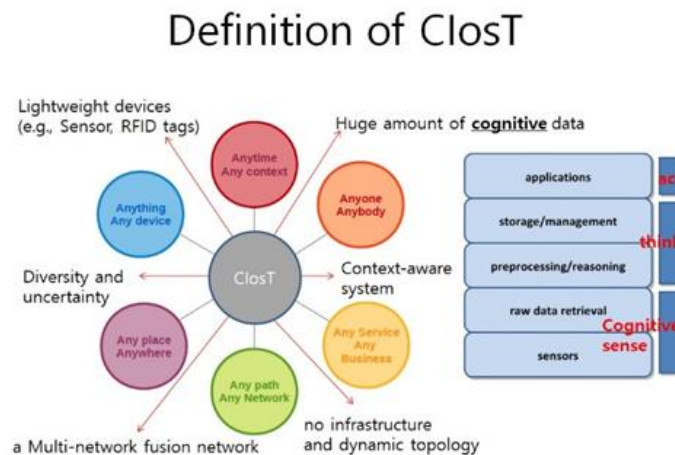 Definition of CIosT
Lightweight devices
(e.g., Sensor, RFID tags)
Huge amount of cognitive data
Anytime
Any context
Anything
Any device
Anyone
Anybody
CIosT
Diversity and
uncertainty
Context-aware
system
Any place
Anywhere
Any Service
Any
Business
Any path
Any Network
a Multi-network fusion network
no infrastructure
and dynamic topology
applications
storage/management
think
preprocessing/reasoning
raw data retrieval
Cognitive
sense
sensors